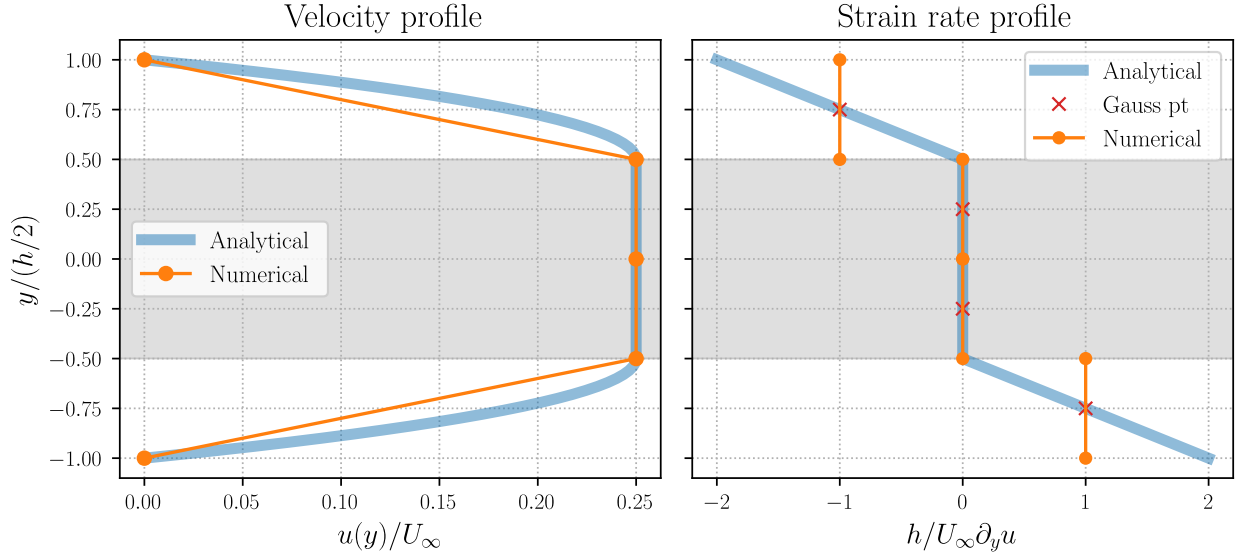 Velocity profile
Strain rate profile
1.00
0.75
0.50
0.25
0.00
−0.25
−0.50
−0.75
−1.00
y/(h/2)
Analytical
Numerical
Analytical
Gauss pt
Numerical
0.00 0.05 0.10 0.15 0.20 0.25
−2 −1 0 1 2
u(y)/U∞
h/U∞∂yu